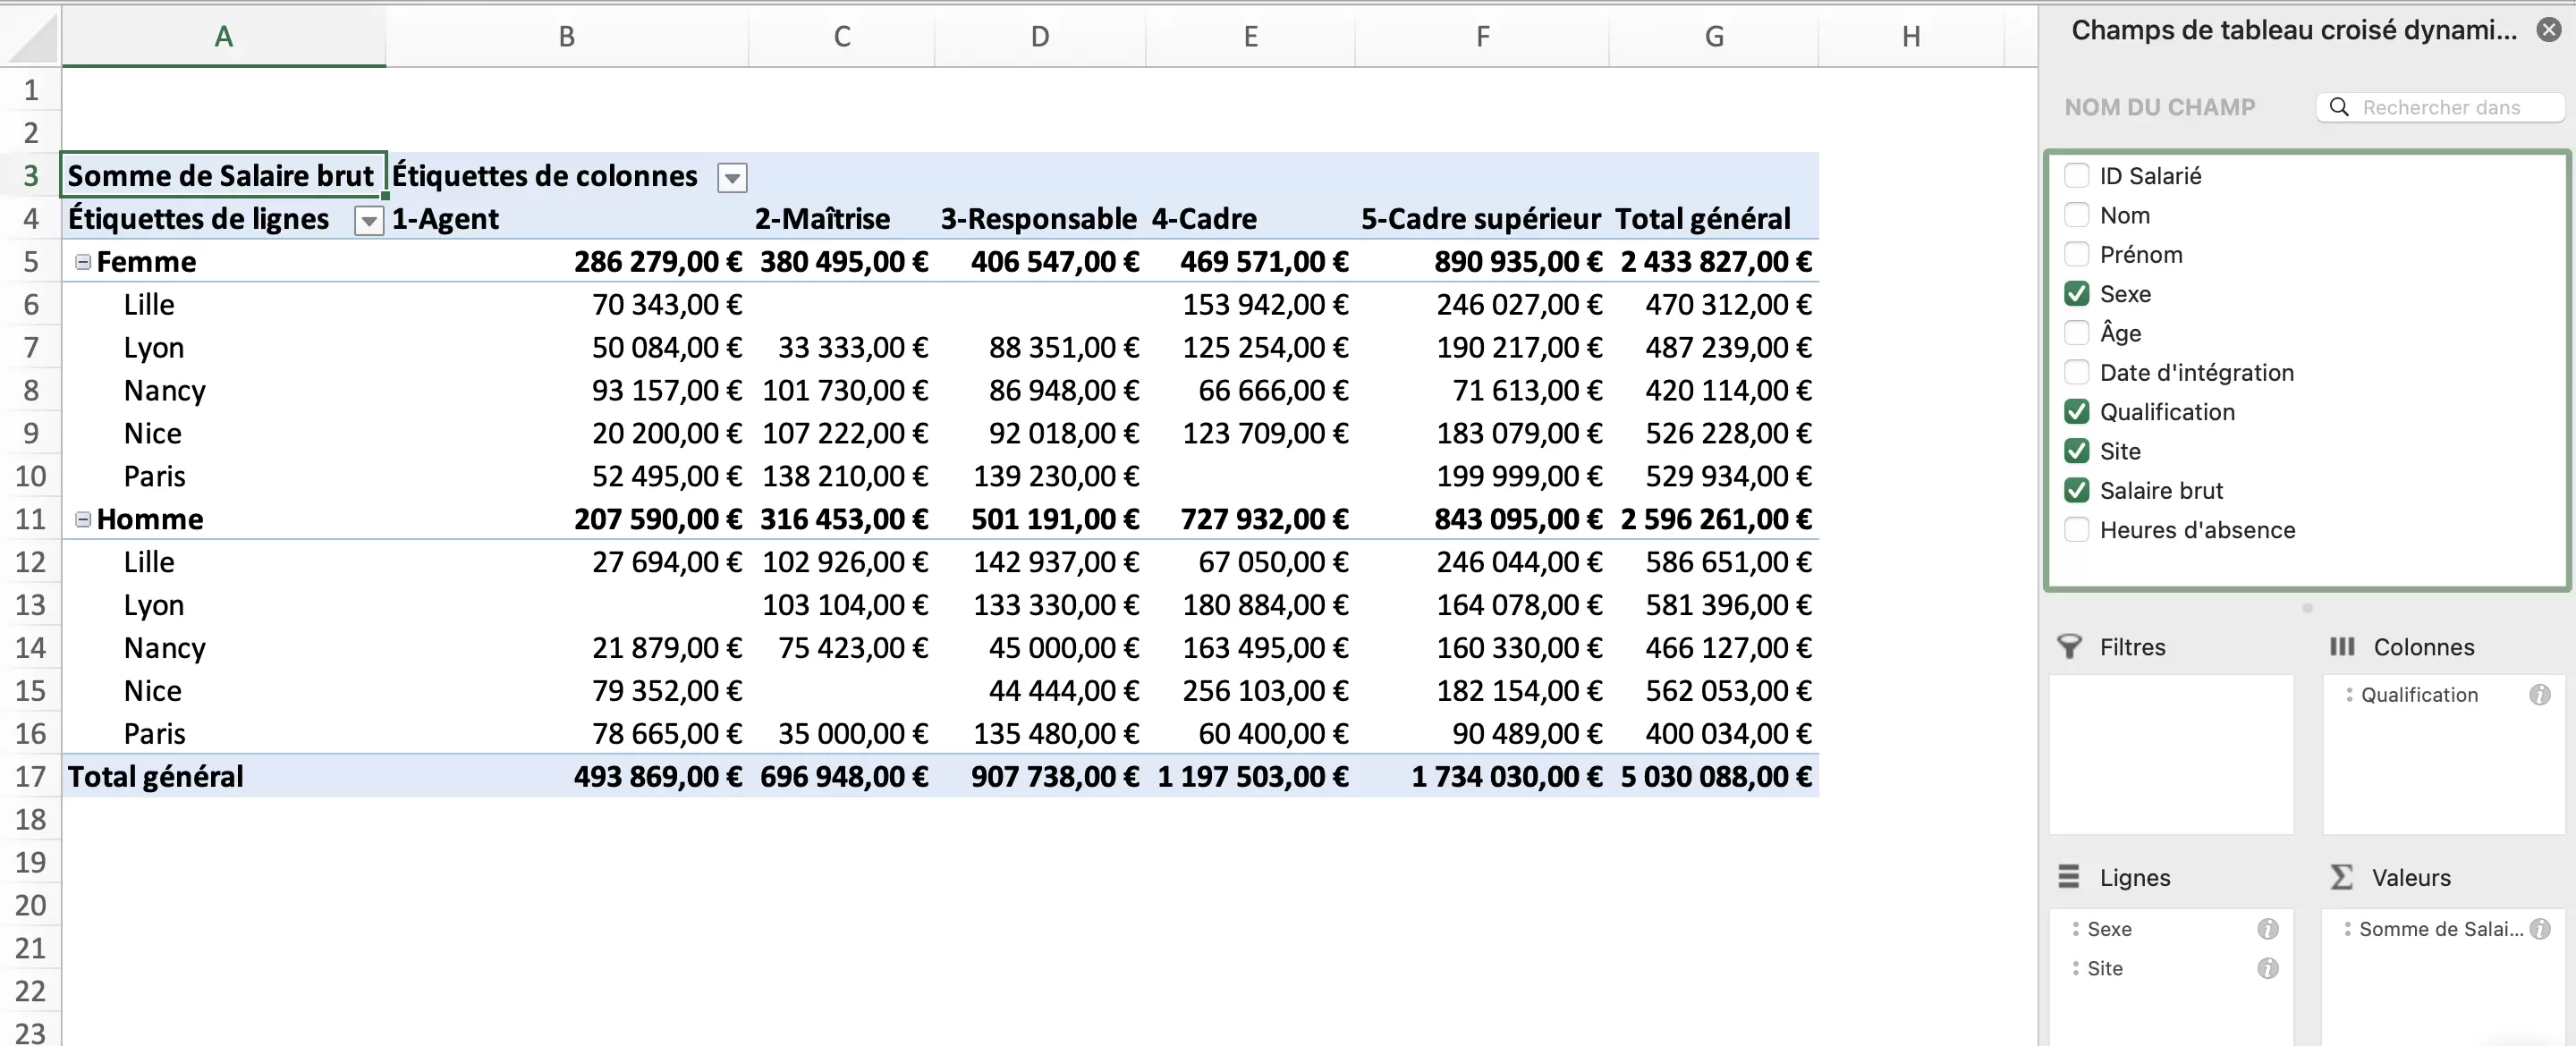 A B C D E F G H
1
2
3 Somme de Salaire brut Étiquettes de colonnes
4 Étiquettes de lignes 1-Agent 2-Maîtrise 3-Responsable 4-Cadre 5-Cadre supérieur Total général
5 Femme 286 279,00 € 380 495,00 € 406 547,00 € 469 571,00 € 890 935,00 € 2 433 827,00 €
6 Lille 70 343,00 € 153 942,00 € 246 027,00 € 470 312,00 €
7 Lyon 50 084,00 € 33 333,00 € 88 351,00 € 125 254,00 € 190 217,00 € 487 239,00 €
8 Nancy 93 157,00 € 101 730,00 € 86 948,00 € 66 666,00 € 71 613,00 € 420 114,00 €
9 Nice 20 200,00 € 107 222,00 € 92 018,00 € 123 709,00 € 183 079,00 € 526 228,00 €
10 Paris 52 495,00 € 138 210,00 € 139 230,00 € 199 999,00 € 529 934,00 €
11 Homme 207 590,00 € 316 453,00 € 501 191,00 € 727 932,00 € 843 095,00 € 2 596 261,00 €
12 Lille 27 694,00 € 102 926,00 € 142 937,00 € 67 050,00 € 246 044,00 € 586 651,00 €
13 Lyon 103 104,00 € 133 330,00 € 180 884,00 € 164 078,00 € 581 396,00 €
14 Nancy 21 879,00 € 75 423,00 € 45 000,00 € 163 495,00 € 160 330,00 € 466 127,00 €
15 Nice 79 352,00 € 44 444,00 € 256 103,00 € 182 154,00 € 562 053,00 €
16 Paris 78 665,00 € 35 000,00 € 135 480,00 € 60 400,00 € 90 489,00 € 400 034,00 €
17 Total général 493 869,00 € 696 948,00 € 907 738,00 € 1 197 503,00 € 1 734 030,00 € 5 030 088,00 €
18
19
20
21
22
23
Champs de tableau croisé dynami...
NOM DU CHAMP Rechercher dans
ID Salarié
Nom
Prénom
Sexe
Âge
Date d'intégration
Qualification
Site
Salaire brut
Heures d'absence
Filtres
Colonnes
Qualification
Lignes
Sexe
Site
Valeurs
Somme de Salai...